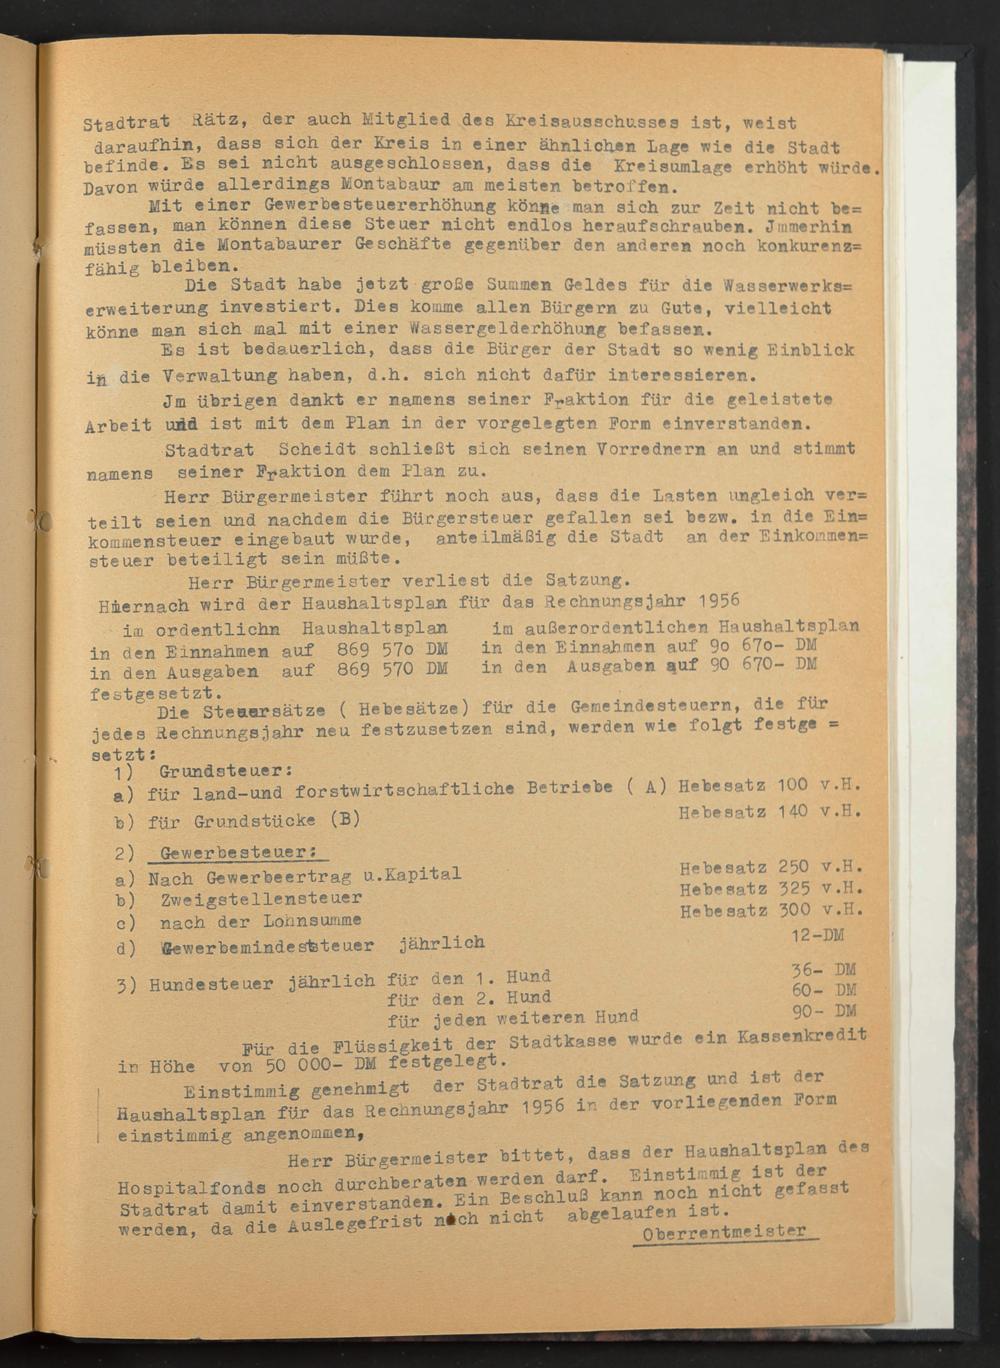 Stadtrat Rätz, der auch Mitglied des Kreisausschusses ist, weist
daraufhin, dass sich der Kreis in einer ähnlichen Lage wie die Stadt
befinde. Es sei nicht ausgeschlossen, dass die Kreisumlage erhöht würde.
Davon würde allerdings Montabaur am meisten betroffen.
Mit einer Gewerbesteuererhöhung könne man sich zur Zeit nicht be=
fassen, man können diese Steuer nicht endlos heraufschrauben. Jmmerhin
müssten die Montabaurer Geschäfte gegenüber den anderen noch konkurenz=
fähig bleiben.
Die Stadt habe jetzt große Summen Geldes für die Wasserwerks=
erweiterung investiert. Dies komme allen Bürgern zu Gute, vielleicht
könne man sich mal mit einer Wassergelderhöhung befassen.
Es ist bedauerlich, dass die Bürger der Stadt so wenig Einblick
in die Verwaltung haben, d.h. sich nicht dafür interessieren.
Jm übrigen dankt er namens seiner Fraktion für die geleistete
Arbeit und ist mit dem Plan in der vorgelegten Form einverstanden.
Stadtrat Scheidt schließt sich seinen Vorrednern an und stimmt
namens seiner Fraktion dem Plan zu.
Herr Bürgermeister führt noch aus, dass die Lasten ungleich ver=
teilt seien und nachdem die Bürgersteuer gefallen sei bezw. in die Ein=
kommensteuer eingebaut wurde, anteilmäßig die Stadt an der Einkommen=
steuer beteiligt sein müßte.
Herr Bürgermeister verliest die Satzung.
Hiernach wird der Haushaltsplan für das Rechnungsjahr 1956
im ordentlichn Haushaltsplan im außerordentlichen Haushaltsplan
in den Einnahmen auf 869 57o DM in den Einnahmen auf 9o 67o- DM
in den Ausgaben auf 869 570 DM in den Ausgaben auf 90 670- DM
festgesetzt.
Die Steuersätze ( Hebesätze) für die Gemeindesteuern, die für
jedes Rechnungsjahr neu festzusetzen sind, werden wie folgt festge =
setzt:
1) Grundsteuer:
a) für land-und forstwirtschaftliche Betriebe ( A) Hebesatz 100 v.H.
b) für Grundstücke (B) Hebesatz 140 v.H.
2) Gewerbesteuer:
a) Nach Gewerbeertrag u.Kapital Hebesatz 250 v.H.
b) Zweigstellensteuer Hebesatz 325 v.H.
c) nach der Lohnsumme Hebesatz 300 v.H.
d) Gewerbemindeststeuer jährlich 12-DM
3) Hundesteuer jährlich für den 1. Hund 36- DM
für den 2. Hund 60- DM
für jeden weiteren Hund 90- DM
Für die Flüssigkeit der Stadtkasse wurde ein Kassenkredit
in Höhe von 50 000- DM festgelegt.
Einstimmig genehmigt der Stadtrat die Satzung und ist der
Haushaltsplan für das Rechnungsjahr 1956 in der vorliegenden Form
einstimmig angenommen,
Herr Bürgermeister bittet, dass der Haushaltsplan des
Hospitalfonds noch durchberaten werden darf. Einstimmig ist der
Stadtrat damit einverstanden. Ein Beschluß kann noch nicht gefasst
werden, da die Auslegefrist noch nicht abgelaufen ist.
Oberrentmeister